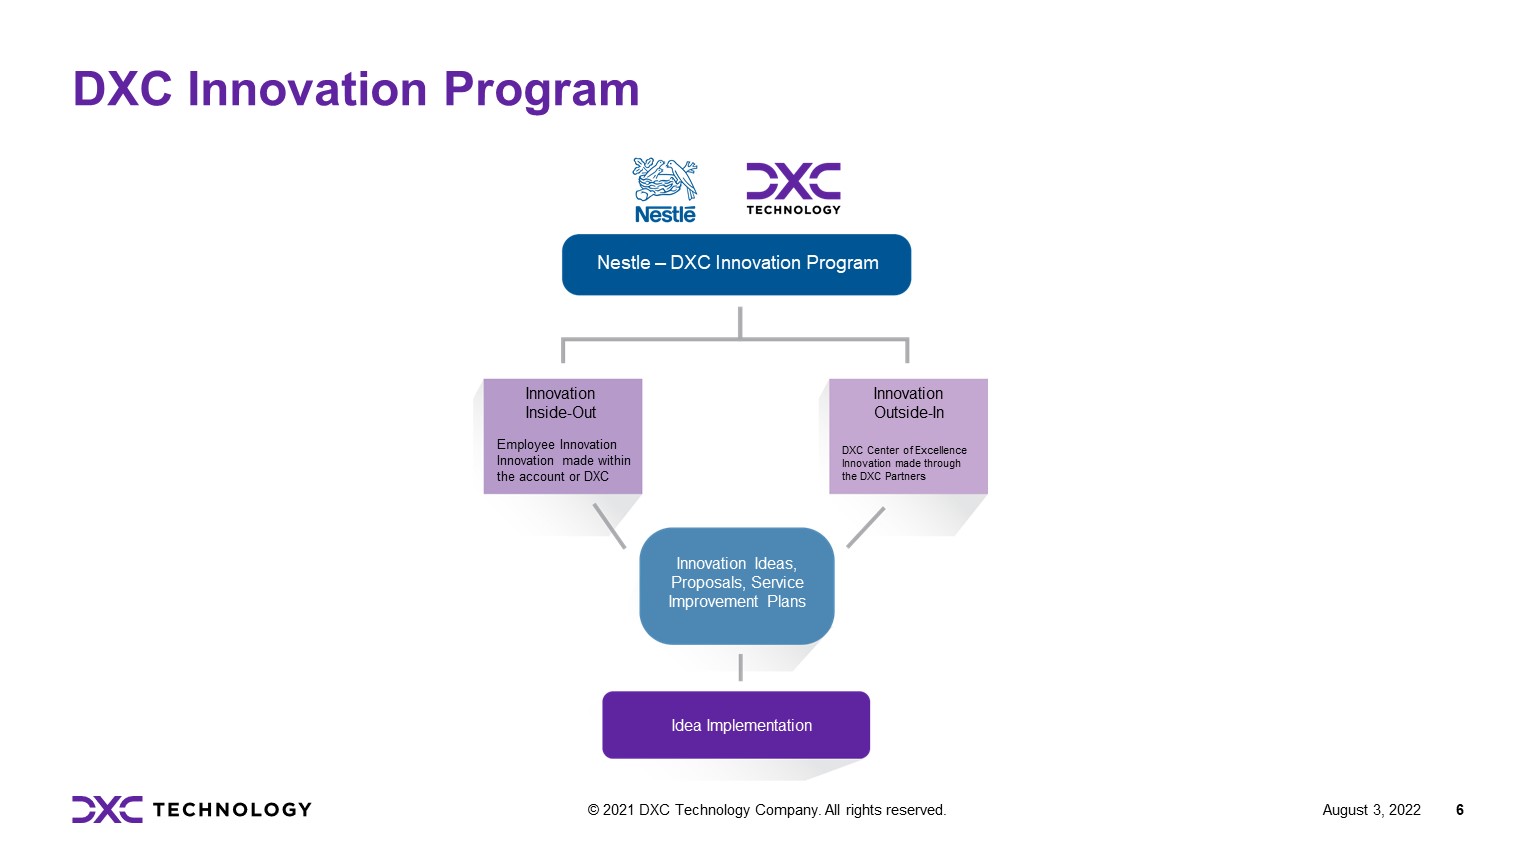 DXC Innovation Program
Nestlé
DXC
TECHNOLOGY
Nestle – DXC Innovation Program
Innovation
Inside-Out
Employee Innovation
Innovation made within
the account or DXC
Innovation
Outside-In
DXC Center of Excellence
Innovation made through
the DXC Partners
Innovation Ideas,
Proposals, Service
Improvement Plans
Idea Implementation
DXC TECHNOLOGY
© 2021 DXC Technology Company. All rights reserved.
August 3, 2022
6